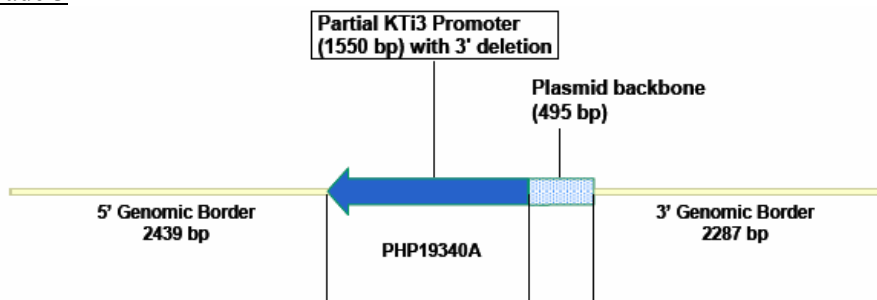 Partial KTi3 Promoter
(1550 bp) with 3' deletion
Plasmid backbone
(495 bp)
5' Genomic Border
2439 bp
PHP19340A
3' Genomic Border
2287 bp